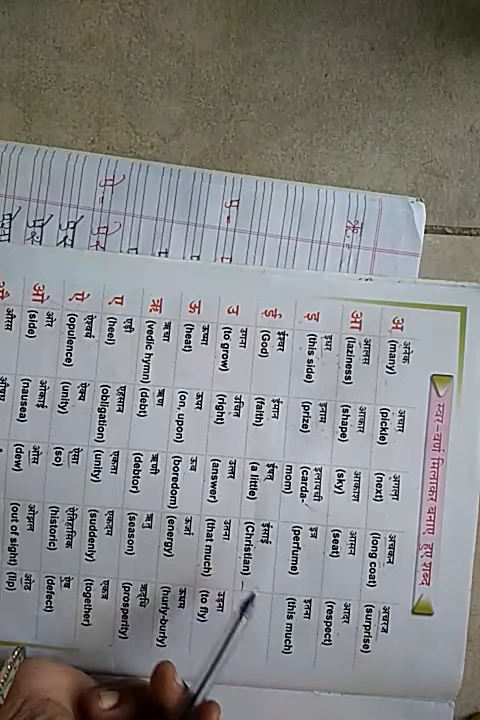 स्वर-वर्ण मिलाकर बनाए हुए शब्द
अ अनेक अचार अगला अचकन अचरज
(many) (pickle) (next) (long coat) (surprise)
आ आलस आकार आकाश आसन आदर
(laziness) (shape) (sky) (seat) (respect)
इ इधर इनाम इलायची इत्र इतना
(this side) (prize) (carda- (perfume) (this much)
mom)
ई ईश्वर ईमान ईषत् ईसाई
(God) (faith) (a little) (Christian)
उ उगना उचित उत्तर उतना उड़ना
(to grow) (right) (answer) (that much) (to fly)
ऊ ऊष्मा ऊपर ऊब ऊर्जा ऊधम
(heat) (on, upon) (boredom) (energy) (hurly-burly)
ऋ ऋचा ऋण ऋणी ऋतु ऋद्धि
(vedic hymn) (debt) (debtor) (season) (prosperity)
ए एड़ी एहसान एकता एकदम एकत्र
(heel) (obligation) (unity) (suddenly) (together)
ऐ ऐश्वर्य ऐक्य ऐसा ऐतिहासिक ऐब
(opulence) (unity) (so) (historic) (defect)
ओ ओर ओकाई ओस ओझल ओठ
(side) (nausea) (dew) (out of sight) (lip)
औ औरत औषध